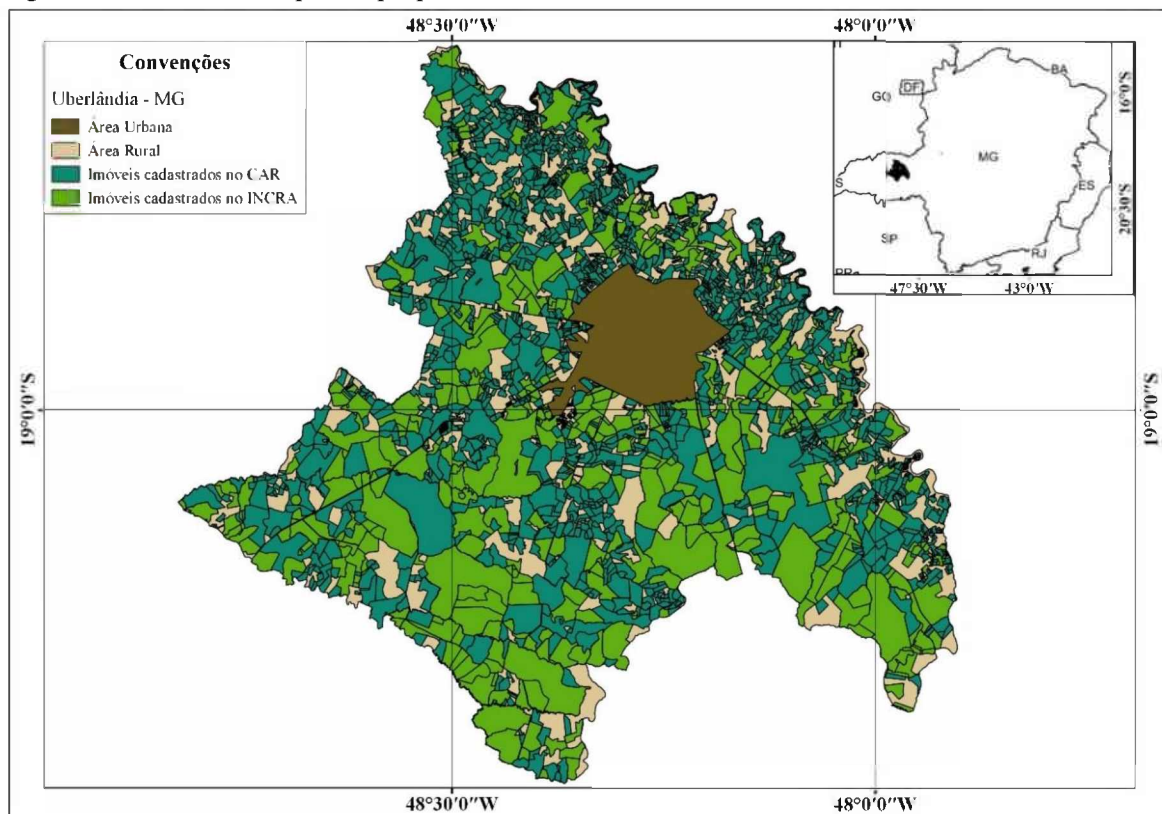 48°30'0"W 48°0'0"W
Convenções
Uberlândia - MG
Área Urbana
Área Rural
Imóveis cadastrados no CAR
Imóveis cadastrados no INCRA
BA
DF
GO
MG
S
ES
SP
RJ
PR
16°0'S
20°30'S
47°30'W 43°0'W
19°0'0"S
19°0'0"S
48°30'0"W 48°0'0"W